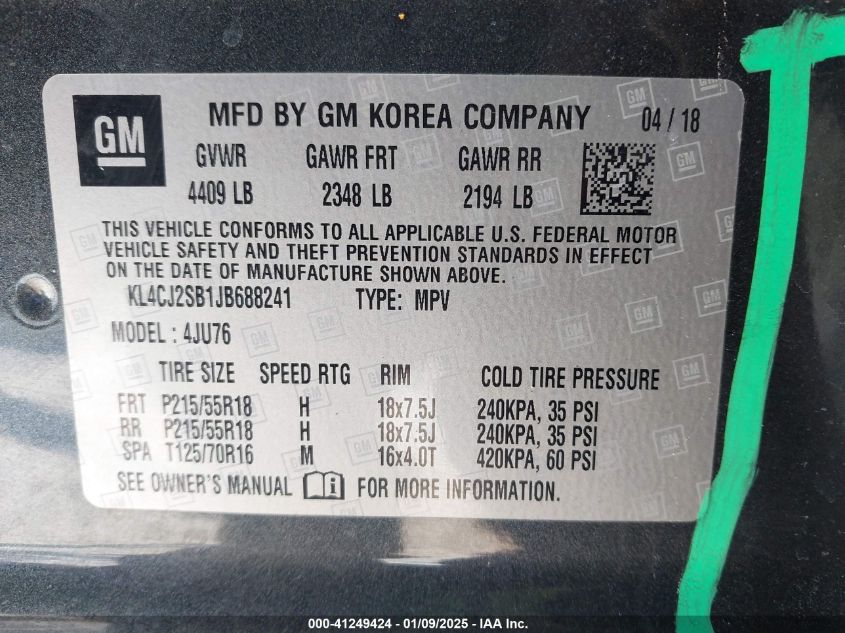 GM
MFD BY GM KOREA COMPANY 04 / 18
GVWR GAWR FRT GAWR RR
4409 LB 2348 LB 2194 LB
THIS VEHICLE CONFORMS TO ALL APPLICABLE U.S. FEDERAL MOTOR
VEHICLE SAFETY AND THEFT PREVENTION STANDARDS IN EFFECT
ON THE DATE OF MANUFACTURE SHOWN ABOVE.
KL4CJ2SB1JB688241 TYPE: MPV
MODEL : 4JU76
TIRE SIZE SPEED RTG RIM COLD TIRE PRESSURE
FRT P215/55R18 H 18x7.5J 240KPA, 35 PSI
RR P215/55R18 H 18x7.5J 240KPA, 35 PSI
SPA T125/70R16 M 16x4.0T 420KPA, 60 PSI
SEE OWNER'S MANUAL FOR MORE INFORMATION.
000-41249424 - 01/09/2025 - IAA Inc.